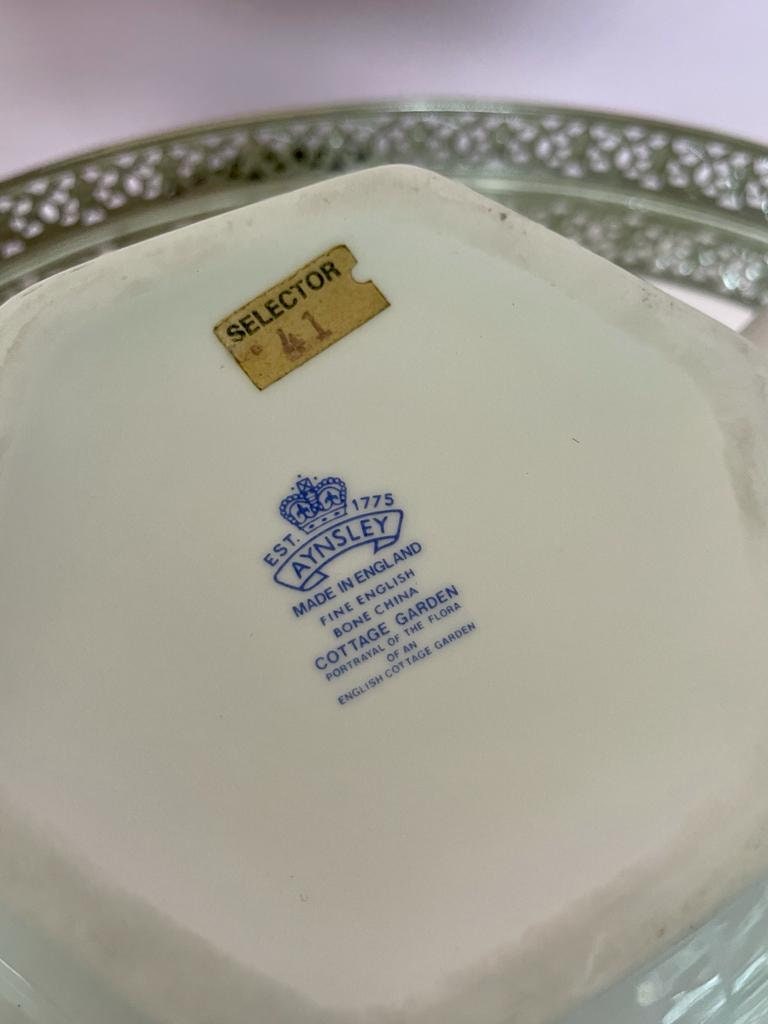 SELECTOR
41
EST. 1775
AYNSLEY
MADE IN ENGLAND
FINE ENGLISH
BONE CHINA
COTTAGE GARDEN
PORTRAYAL OF THE FLORA
OF AN
ENGLISH COTTAGE GARDEN